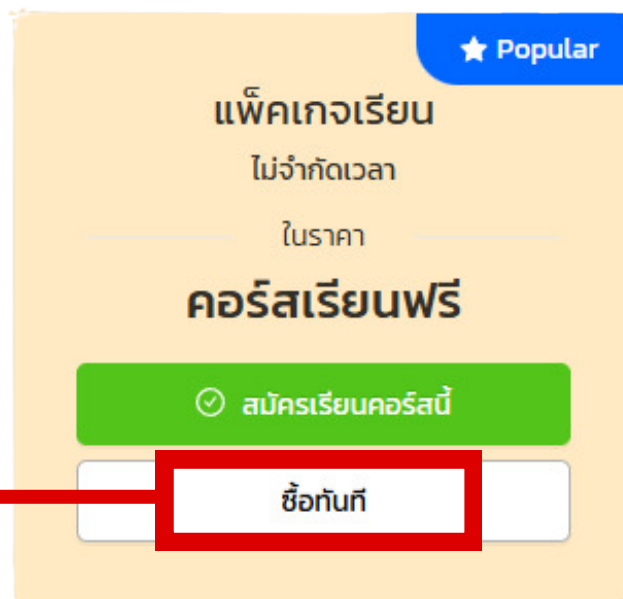 Popular
แพ็คเกจเรียน
ไม่จำกัดเวลา
ในราคา
คอร์สเรียนฟรี
สมัครเรียนคอร์สนี้
ซื้อทันที